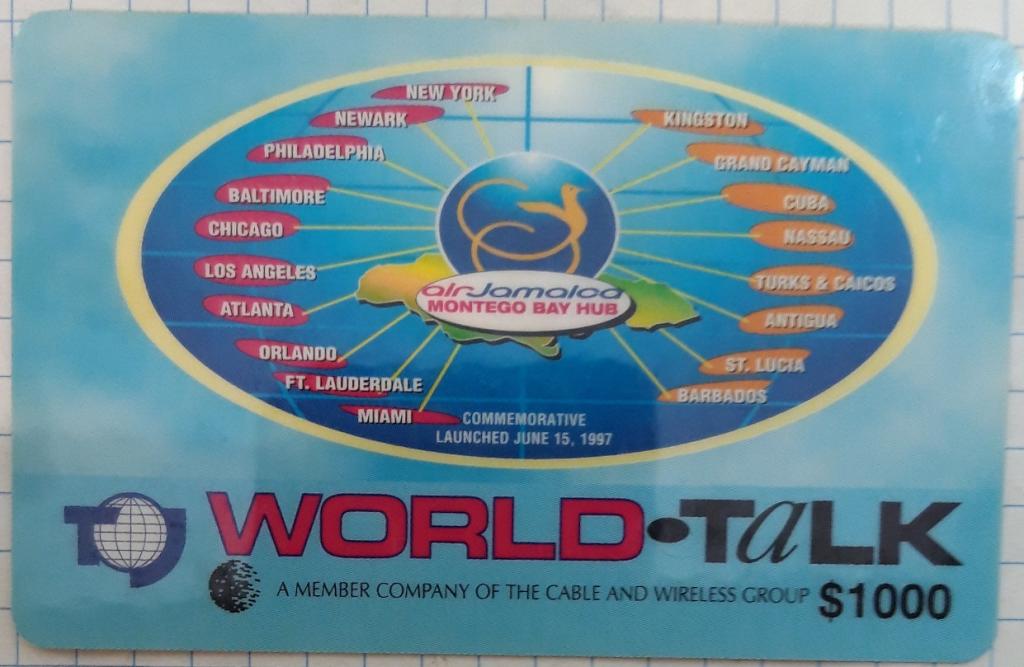 NEW YORK
NEWARK
PHILADELPHIA
BALTIMORE
CHICAGO
LOS ANGELES
ATLANTA
ORLANDO
FT. LAUDERDALE
MIAMI
KINGSTON
GRAND CAYMAN
CUBA
NASSAU
TURKS & CAICOS
ANTIGUA
ST. LUCIA
BARBADOS
airJamaica
MONTEGO BAY HUB
COMMEMORATIVE
LAUNCHED JUNE 15, 1997
TOJ
WORLD•TaLK
A MEMBER COMPANY OF THE CABLE AND WIRELESS GROUP
$1000